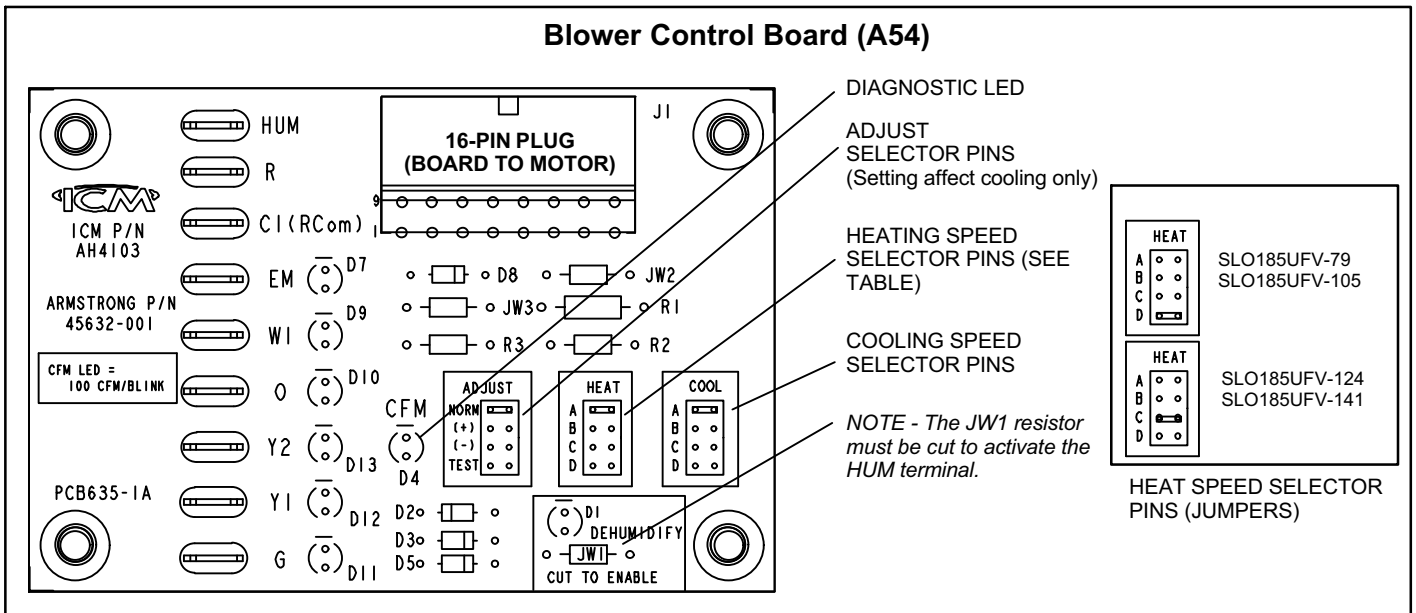 Blower Control Board (A54)
HUM
R
C1(RCom)
EM
W1
O
Y2
Y1
G
ICM
ICM P/N
AH4103
ARMSTRONG P/N
45632-001
CFM LED =
100 CFM/BLINK
PCB635-1A
J1
16-PIN PLUG
(BOARD TO MOTOR)
9
1
D7
D9
D10
D13
D12
D11
D8
JW2
JW3
R1
R3
R2
CFM
D4
ADJUST
NORM
(+)
(-)
TEST
HEAT
A
B
C
D
COOL
A
B
C
D
D2
D3
D5
D1
DEHUMIDIFY
JW1
CUT TO ENABLE
DIAGNOSTIC LED
ADJUST
SELECTOR PINS
(Setting affect cooling only)
HEATING SPEED
SELECTOR PINS (SEE
TABLE)
COOLING SPEED
SELECTOR PINS
NOTE - The JW1 resistor
must be cut to activate the
HUM terminal.
HEAT
A
B
C
D
SLO185UFV-79
SLO185UFV-105
HEAT
A
B
C
D
SLO185UFV-124
SLO185UFV-141
HEAT SPEED SELECTOR
PINS (JUMPERS)